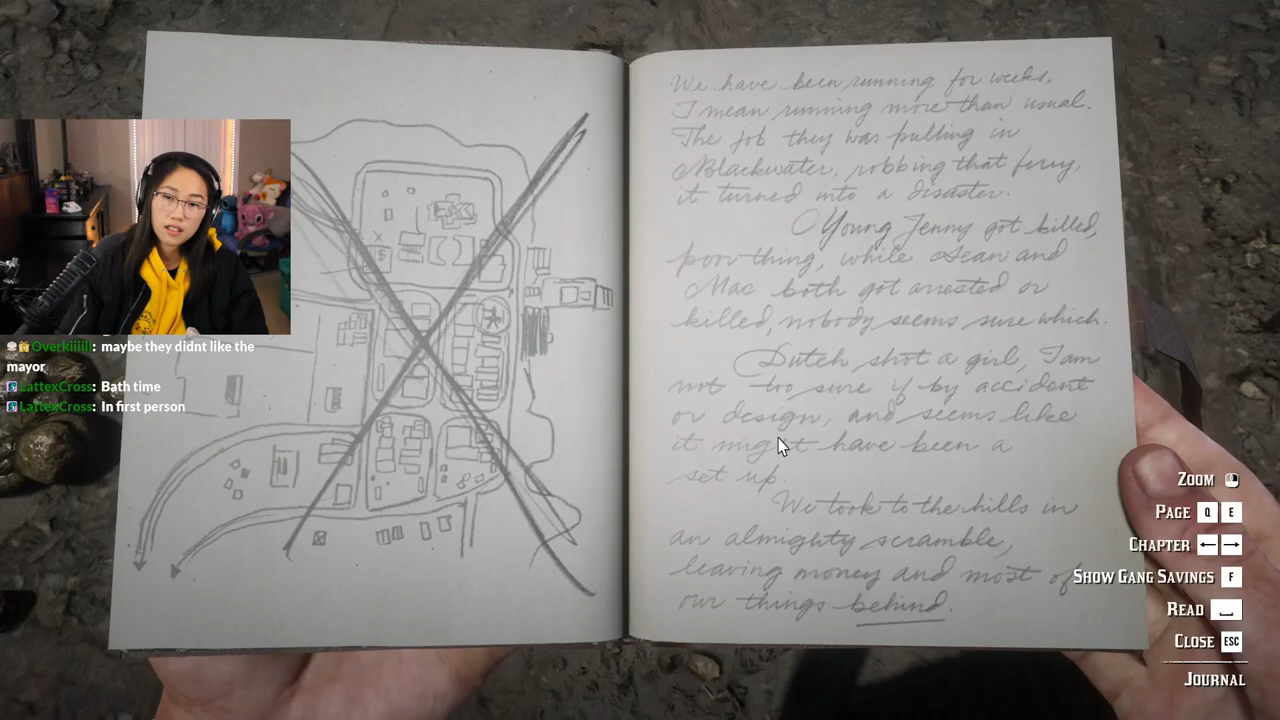 We have been running for weeks,
I mean running more than usual.
The job they was pulling in
Blackwater, robbing that ferry,
it turned into a disaster.
Young Jenny got killed,
poor thing, while Sean and
Mac both got arrested or
killed, nobody seems sure which.
Dutch shot a girl, I am
not too sure if by accident
or design, and seems like
it might have been a
set up.
We took to the hills in
an almighty scramble,
leaving money and most of
our things behind.
Overkiiiill: maybe they didnt like the
mayor
LattexCross: Bath time
LattexCross: In first person
ZOOM
PAGE Q E
CHAPTER ← →
SHOW GANG SAVINGS F
READ
CLOSE ESC
JOURNAL